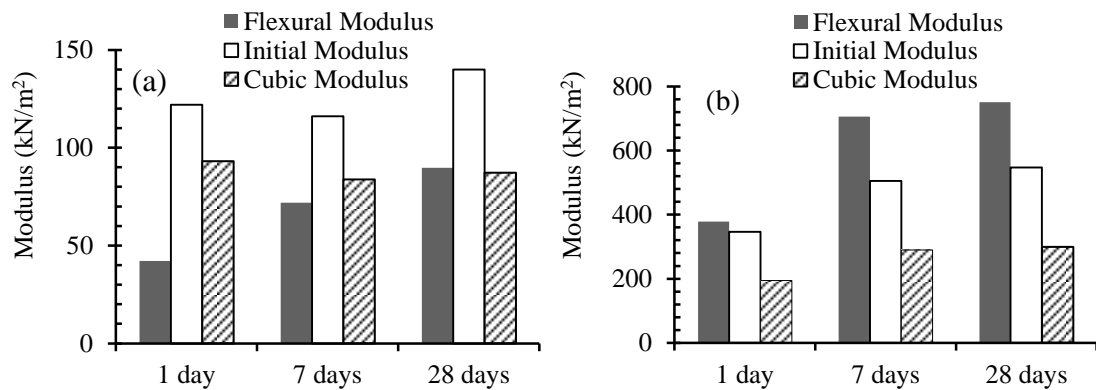 Flexural Modulus
Initial Modulus
Cubic Modulus
(a)
Modulus (kN/m²)
150
100
50
0
1 day 7 days 28 days
Flexural Modulus
Initial Modulus
Cubic Modulus
(b)
Modulus (kN/m²)
800
600
400
200
0
1 day 7 days 28 days